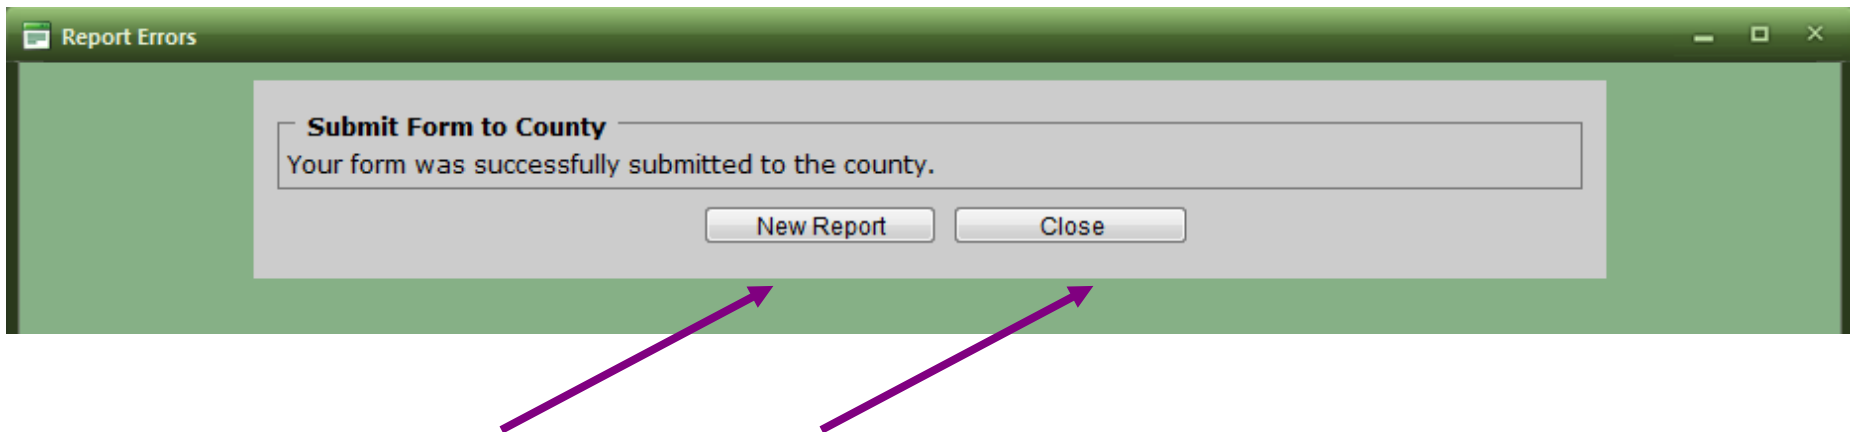 Report Errors
Submit Form to County
Your form was successfully submitted to the county.
New Report Close